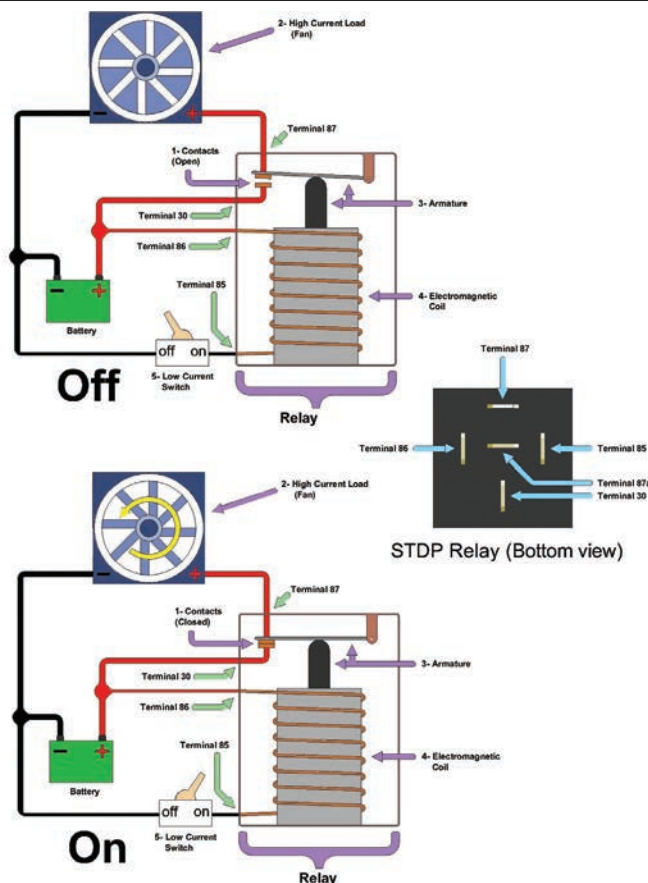 2- High Current Load
(Fan)
Terminal 87
1- Contacts
(Open)
Terminal 30
3- Armature
Terminal 86
Terminal 85
4- Electromagnetic
Coil
Battery
off on
5- Low Current
Switch
Off
Relay
Terminal 87
Terminal 86
Terminal 85
Terminal 87a
Terminal 30
STDP Relay (Bottom view)
2- High Current Load
(Fan)
Terminal 87
1- Contacts
(Closed)
Terminal 30
3- Armature
Terminal 86
Terminal 85
4- Electromagnetic
Coil
Battery
off on
5- Low Current
Switch
On
Relay